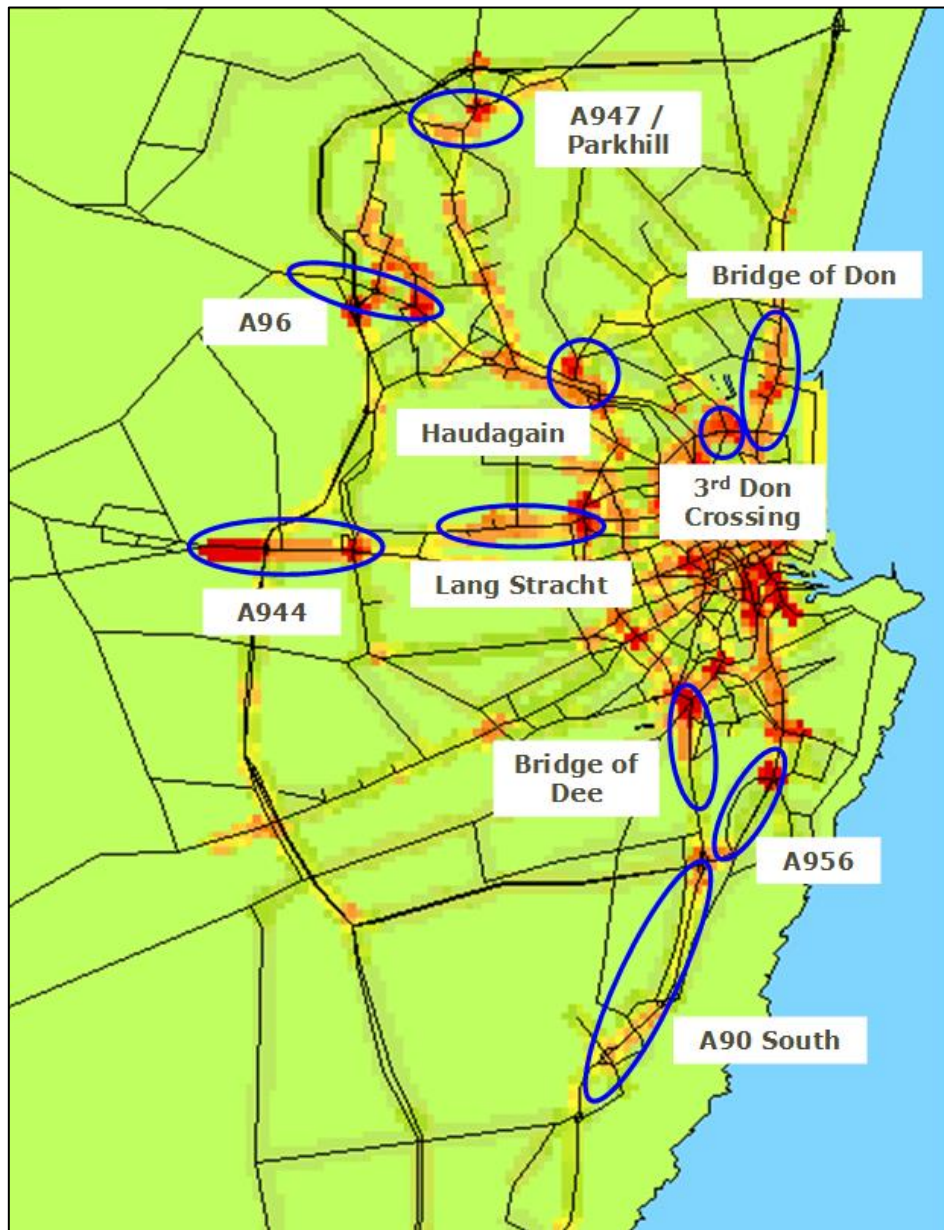 A947 /
Parkhill
Bridge of Don
A96
Haudagain
3rd Don
Crossing
Lang Stracht
A944
Bridge of
Dee
A956
A90 South